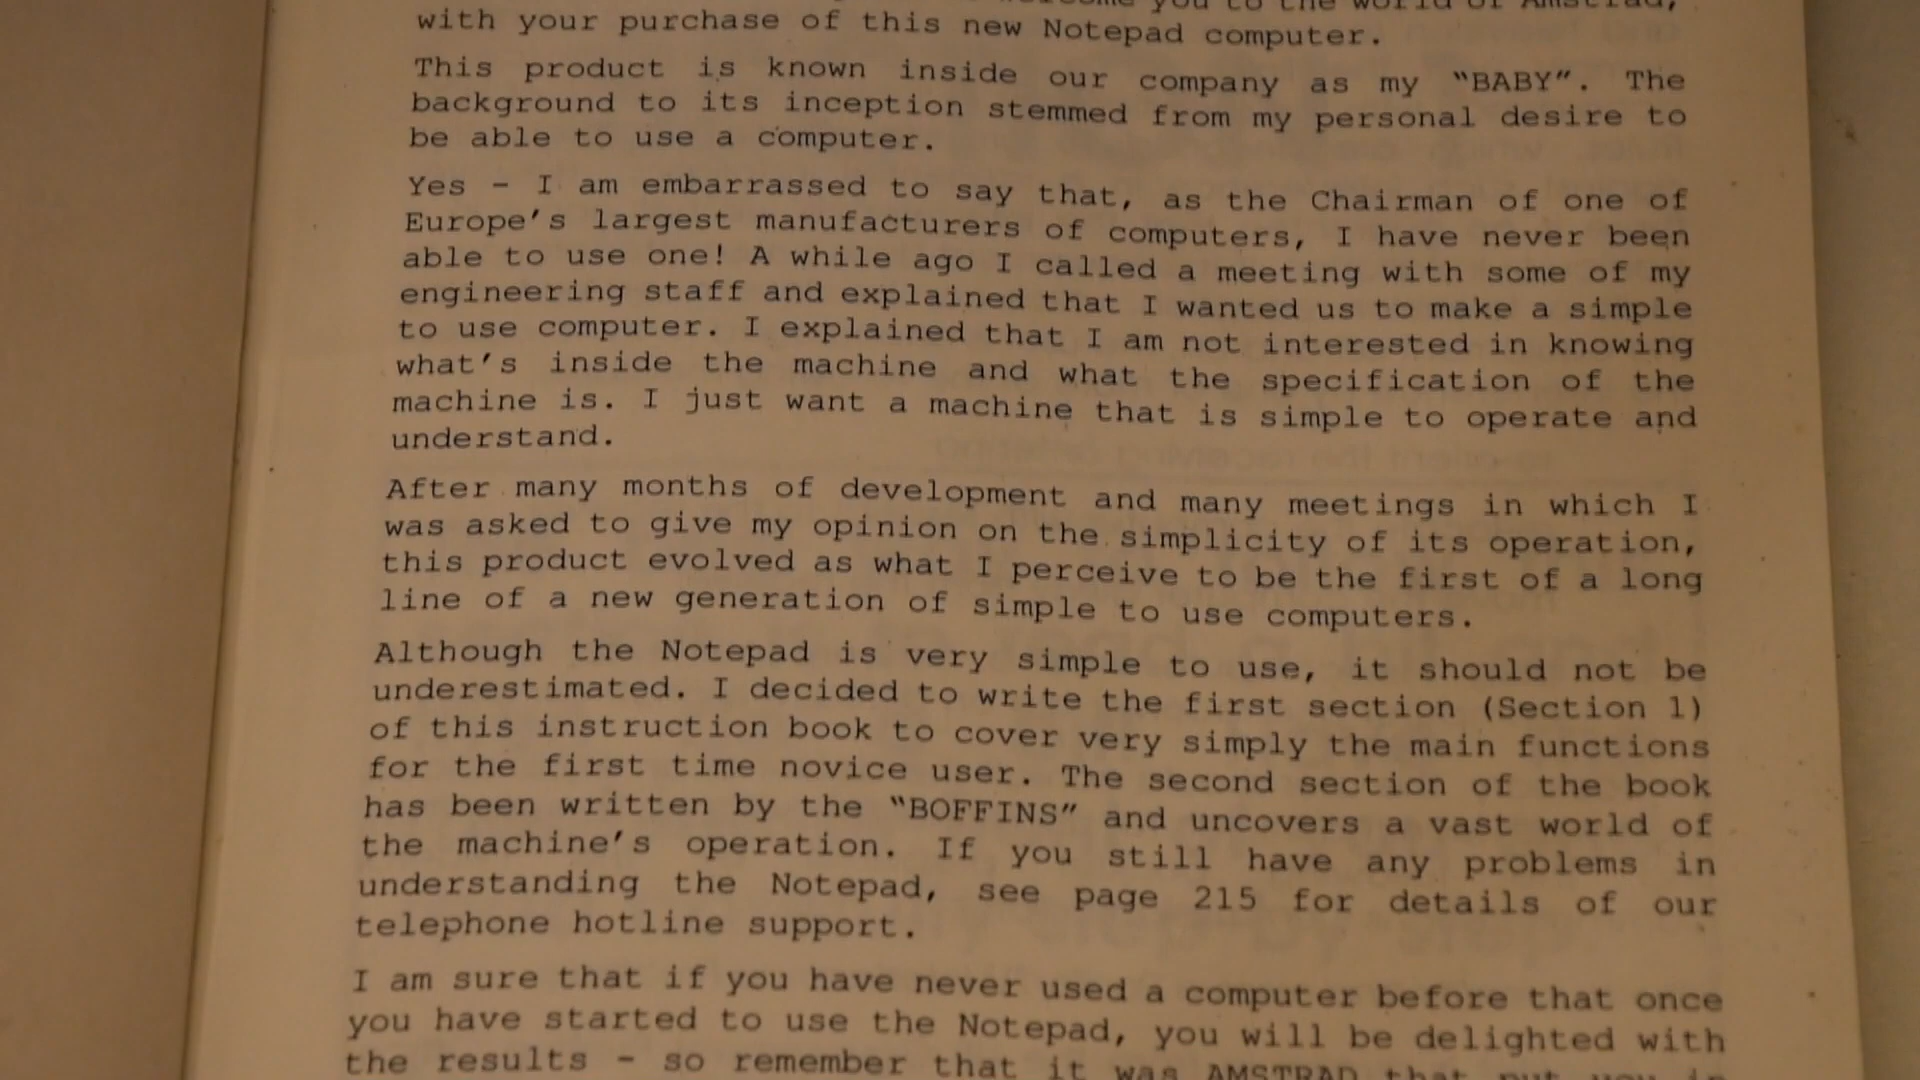 welcome you to the world of Amstrad,
with your purchase of this new Notepad computer.
This product is known inside our company as my "BABY". The
background to its inception stemmed from my personal desire to
be able to use a computer.
Yes - I am embarrassed to say that, as the Chairman of one of
Europe's largest manufacturers of computers, I have never been
able to use one! A while ago I called a meeting with some of my
engineering staff and explained that I wanted us to make a simple
to use computer. I explained that I am not interested in knowing
what's inside the machine and what the specification of the
machine is. I just want a machine that is simple to operate and
understand.
After many months of development and many meetings in which I
was asked to give my opinion on the simplicity of its operation,
this product evolved as what I perceive to be the first of a long
line of a new generation of simple to use computers.
Although the Notepad is very simple to use, it should not be
underestimated. I decided to write the first section (Section 1)
of this instruction book to cover very simply the main functions
for the first time novice user. The second section of the book
has been written by the "BOFFINS" and uncovers a vast world of
the machine's operation. If you still have any problems in
understanding the Notepad, see page 215 for details of our
telephone hotline support.
I am sure that if you have never used a computer before that once
you have started to use the Notepad, you will be delighted with
the results - so remember that it was AMSTRAD that put you in